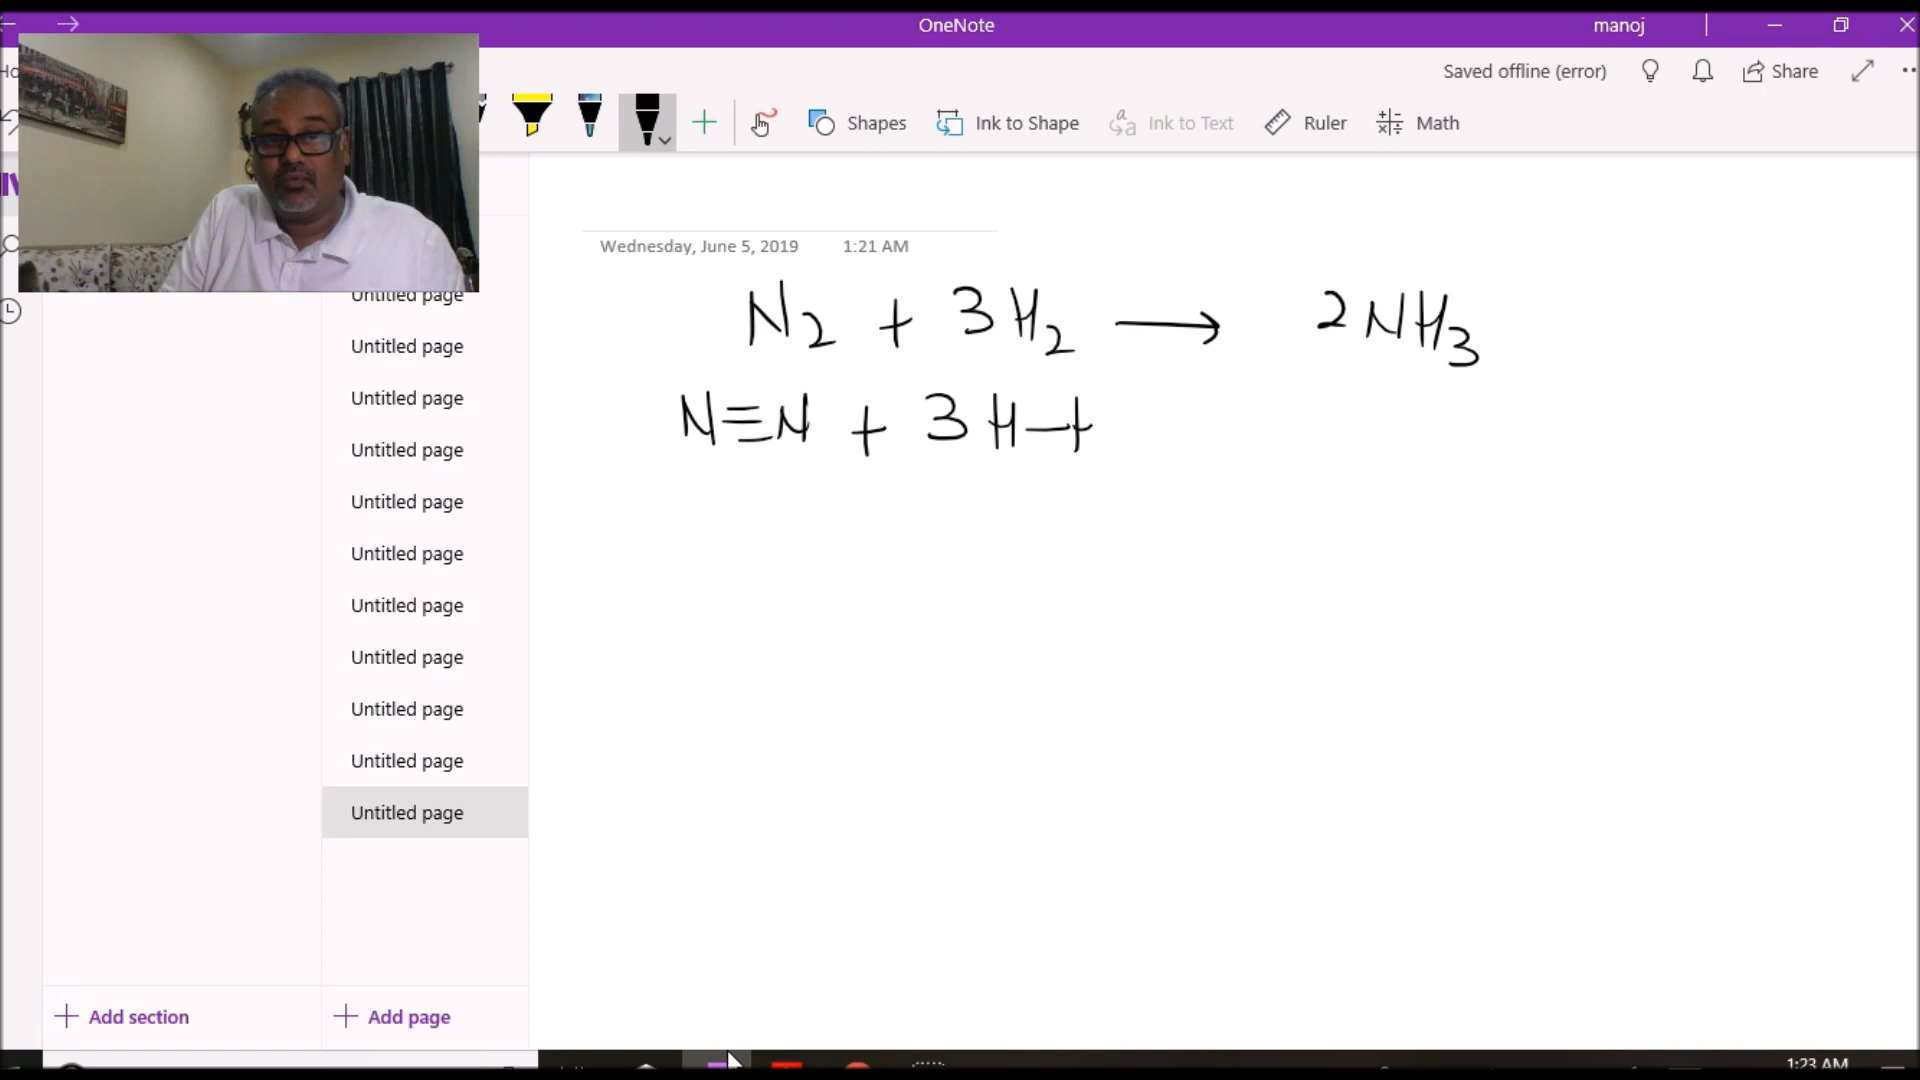 OneNote
manoj
Saved offline (error)
Share
Shapes
Ink to Shape
Ink to Text
Ruler
Math
Wednesday, June 5, 2019 1:21 AM
N₂ + 3H₂ → 2NH₃
N≡N + 3H-+
Untitled page
Untitled page
Untitled page
Untitled page
Untitled page
Untitled page
Untitled page
Untitled page
Untitled page
Untitled page
Untitled page
Add section
Add page
1:23 AM